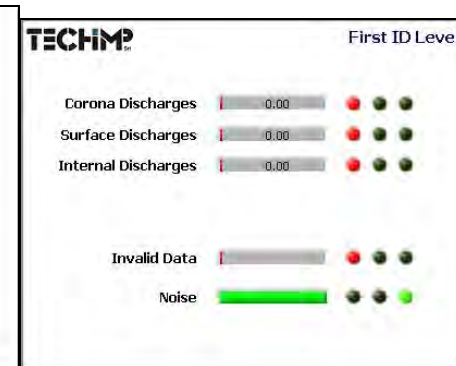 TECHIMP First ID Leve
Corona Discharges 0.00
Surface Discharges 0.00
Internal Discharges 0.00
Invalid Data
Noise